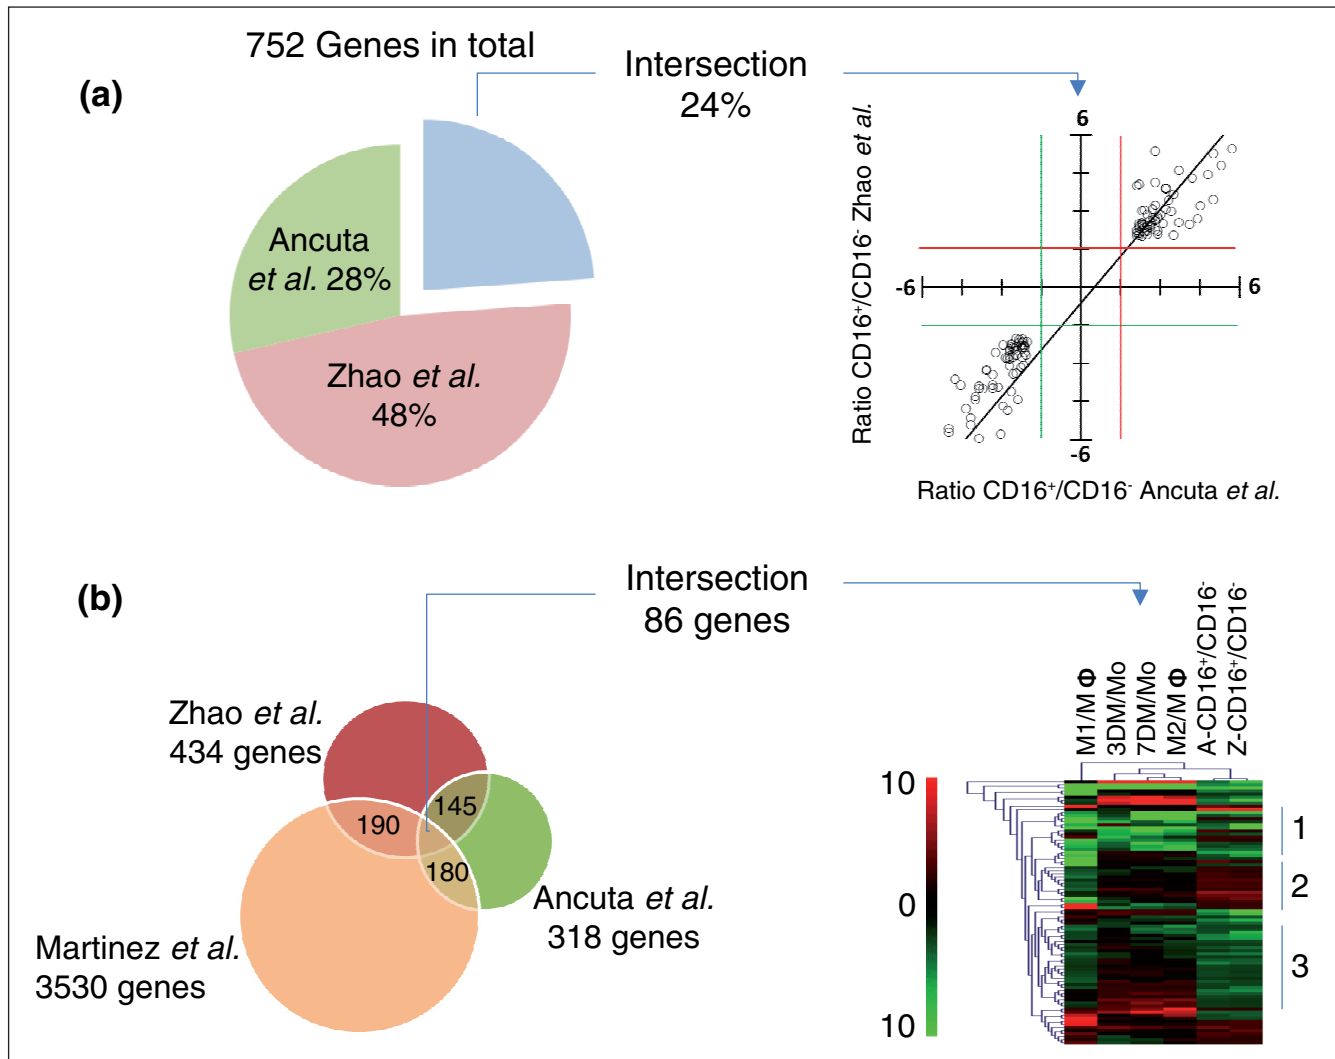 752 Genes in total
(a)
Intersection
24%
Ancuta
et al. 28%
Zhao et al.
48%
Ratio CD16⁺/CD16⁻ Zhao et al.
6
-6
6
-6
Ratio CD16⁺/CD16⁻ Ancuta et al.
(b)
Intersection
86 genes
Zhao et al.
434 genes
145
190
180
Ancuta et al.
318 genes
Martinez et al.
3530 genes
M1/M Φ
3DM/Mo
7DM/Mo
M2/M Φ
A-CD16⁺/CD16⁻
Z-CD16⁺/CD16⁻
10
0
10
1
2
3